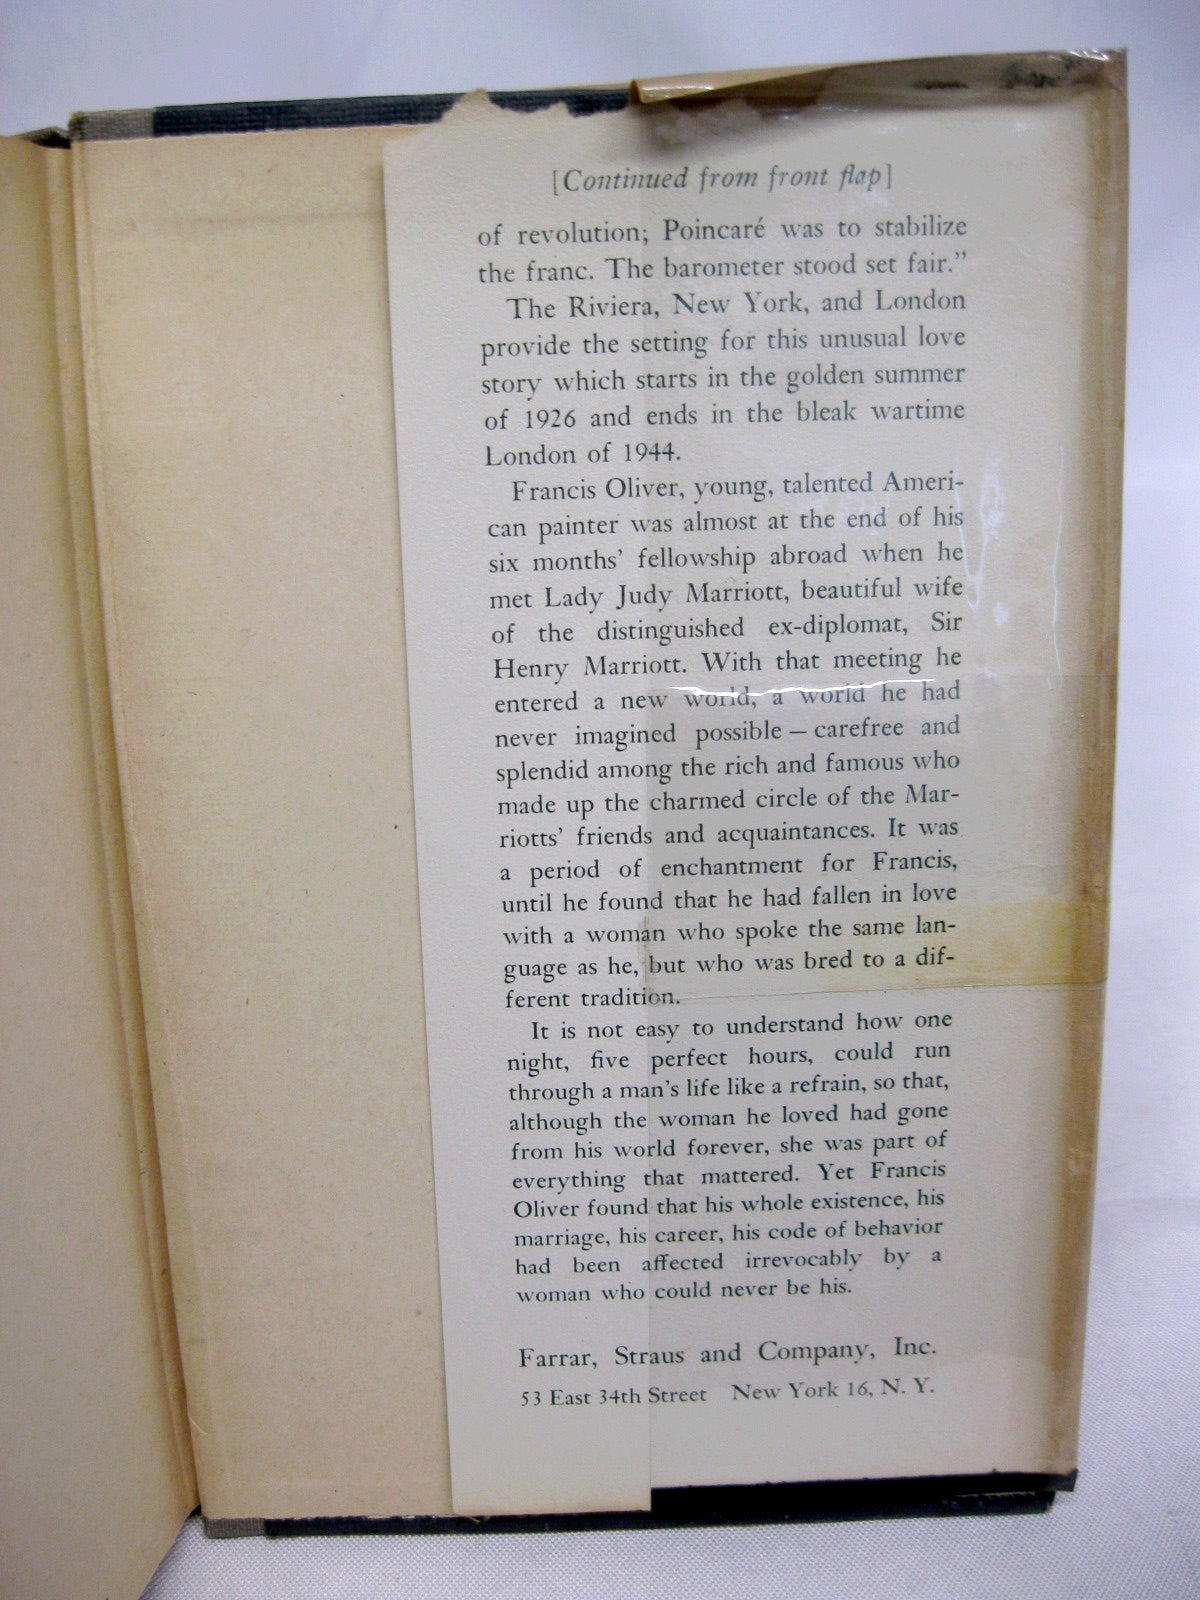 [Continued from front flap]
of revolution; Poincaré was to stabilize
the franc. The barometer stood set fair.”
The Riviera, New York, and London
provide the setting for this unusual love
story which starts in the golden summer
of 1926 and ends in the bleak wartime
London of 1944.
Francis Oliver, young, talented Ameri-
can painter was almost at the end of his
six months’ fellowship abroad when he
met Lady Judy Marriott, beautiful wife
of the distinguished ex-diplomat, Sir
Henry Marriott. With that meeting he
entered a new world, a world he had
never imagined possible — carefree and
splendid among the rich and famous who
made up the charmed circle of the Mar-
riotts’ friends and acquaintances. It was
a period of enchantment for Francis,
until he found that he had fallen in love
with a woman who spoke the same lan-
guage as he, but who was bred to a dif-
ferent tradition.
It is not easy to understand how one
night, five perfect hours, could run
through a man’s life like a refrain, so that,
although the woman he loved had gone
from his world forever, she was part of
everything that mattered. Yet Francis
Oliver found that his whole existence, his
marriage, his career, his code of behavior
had been affected irrevocably by a
woman who could never be his.
Farrar, Straus and Company, Inc.
53 East 34th Street New York 16, N. Y.